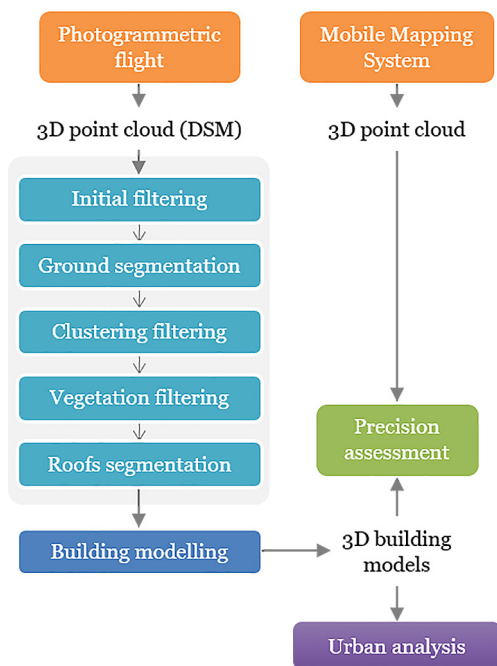 Photogrammetric
flight
Mobile Mapping
System
3D point cloud (DSM)
3D point cloud
Initial filtering
Ground segmentation
Clustering filtering
Vegetation filtering
Roofs segmentation
Precision
assessment
Building modelling
3D building
models
Urban analysis